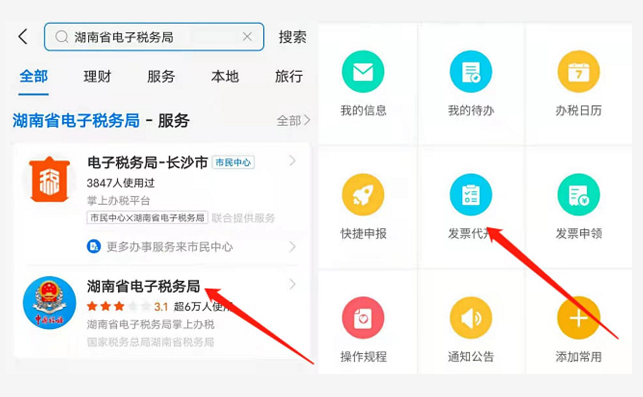 湖南省电子税务局
搜索
全部
理财
服务
本地
旅行
湖南省电子税务局 - 服务
全部
电子税务局-长沙市
市民中心
3847人使用过
掌上办税平台
市民中心X湖南省电子税务局
联合提供服务
更多办事服务来市民中心
湖南省电子税务局
3.1 超6万人使用
湖南省电子税务局掌上办税
国家税务总局湖南省税务局
我的信息
我的待办
7
办税日历
快捷申报
发票代开
发票申领
操作规程
通知公告
添加常用